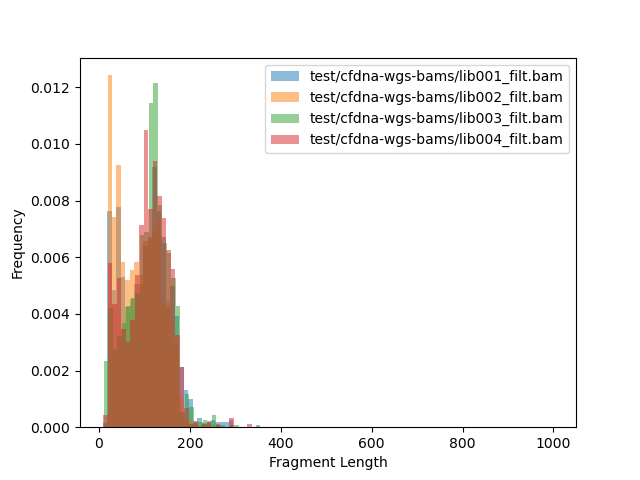 test/cfdna-wgs-bams/lib001_filt.bam
test/cfdna-wgs-bams/lib002_filt.bam
test/cfdna-wgs-bams/lib003_filt.bam
test/cfdna-wgs-bams/lib004_filt.bam
0.012
0.010
0.008
0.006
0.004
0.002
0.000
Frequency
0 200 400 600 800 1000
Fragment Length